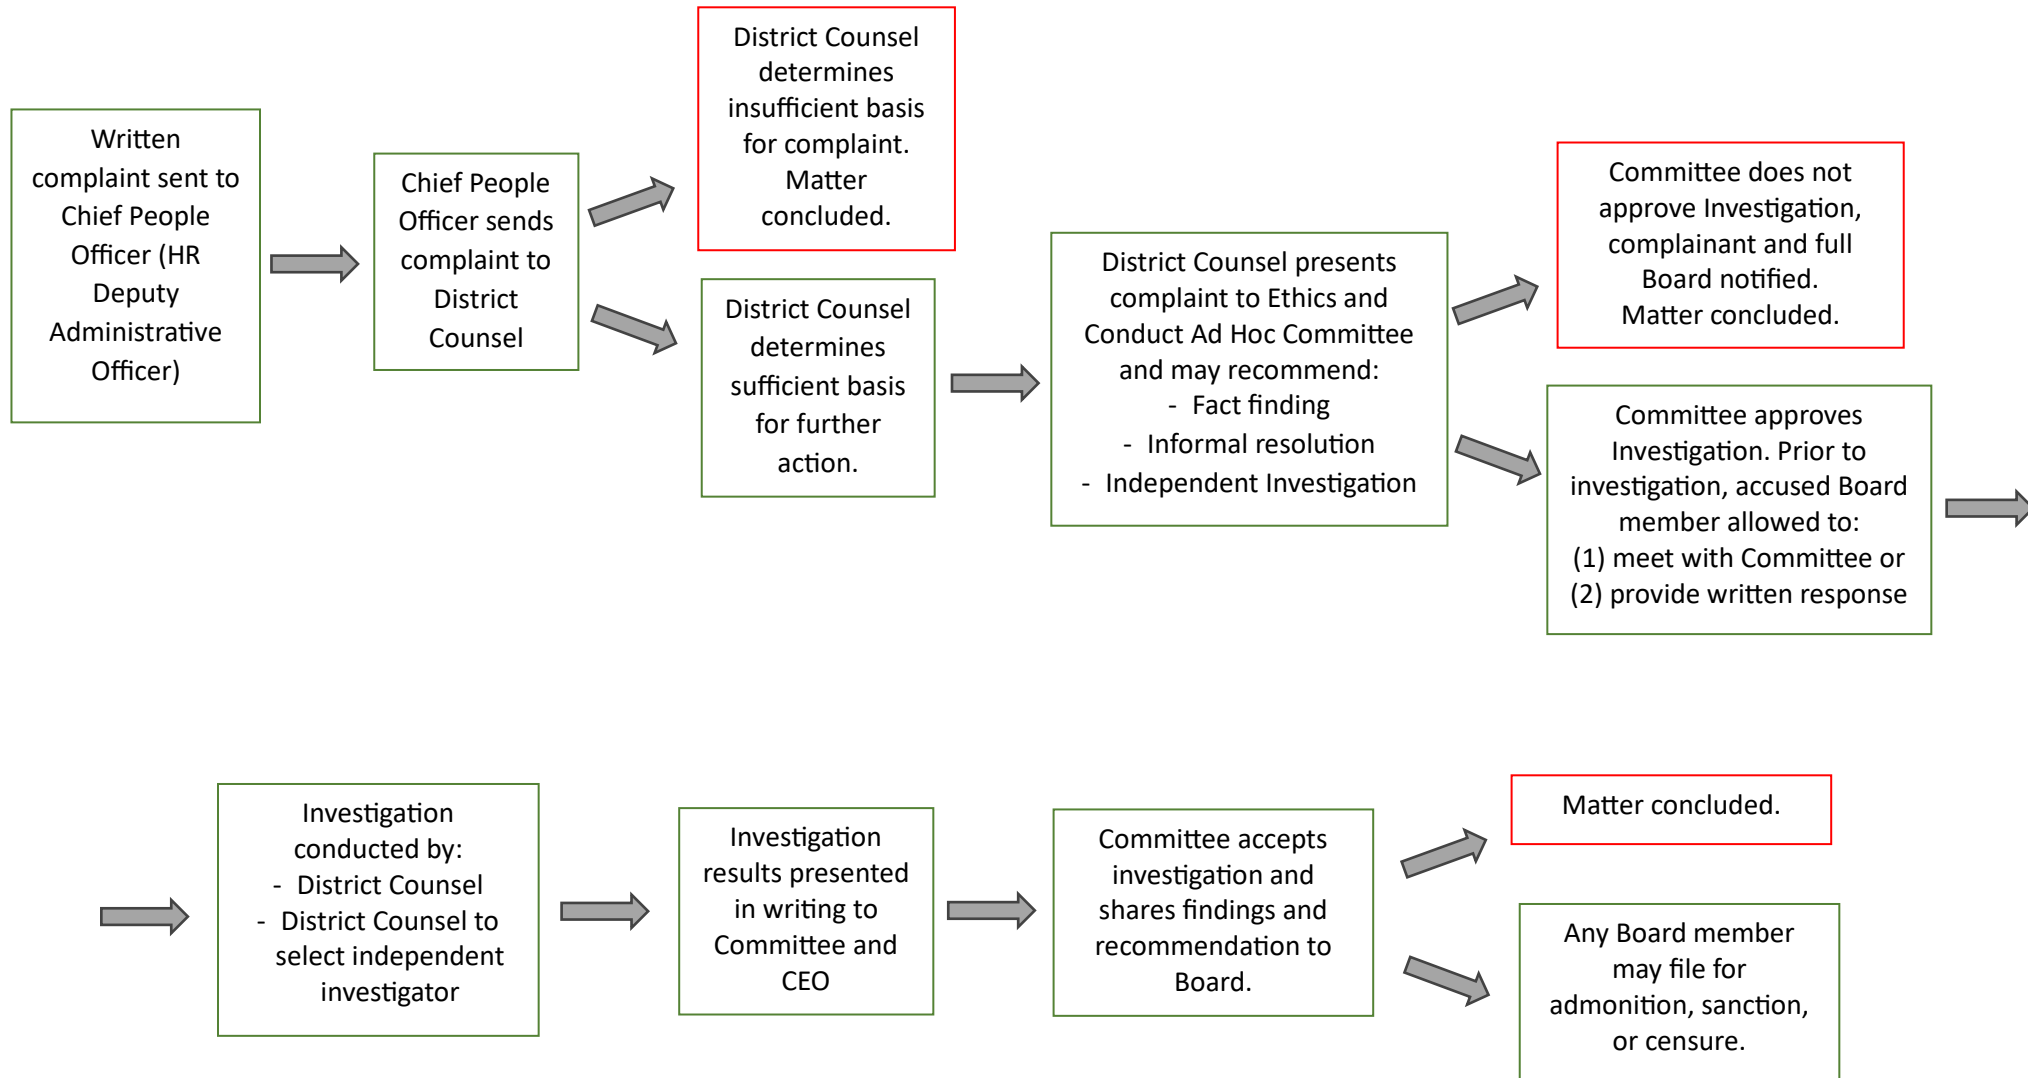 Written
complaint sent to
Chief People
Officer (HR
Deputy
Administrative
Officer)
Chief People
Officer sends
complaint to
District
Counsel
District Counsel
determines
insufficient basis
for complaint.
Matter
concluded.
District Counsel
determines
sufficient basis
for further
action.
District Counsel presents
complaint to Ethics and
Conduct Ad Hoc Committee
and may recommend:
- Fact finding
- Informal resolution
- Independent Investigation
Committee does not
approve Investigation,
complainant and full
Board notified.
Matter concluded.
Committee approves
Investigation. Prior to
investigation, accused Board
member allowed to:
(1) meet with Committee or
(2) provide written response
Investigation
conducted by:
- District Counsel
- District Counsel to
select independent
investigator
Investigation
results presented
in writing to
Committee and
CEO
Committee accepts
investigation and
shares findings and
recommendation to
Board.
Matter concluded.
Any Board member
may file for
admonition, sanction,
or censure.